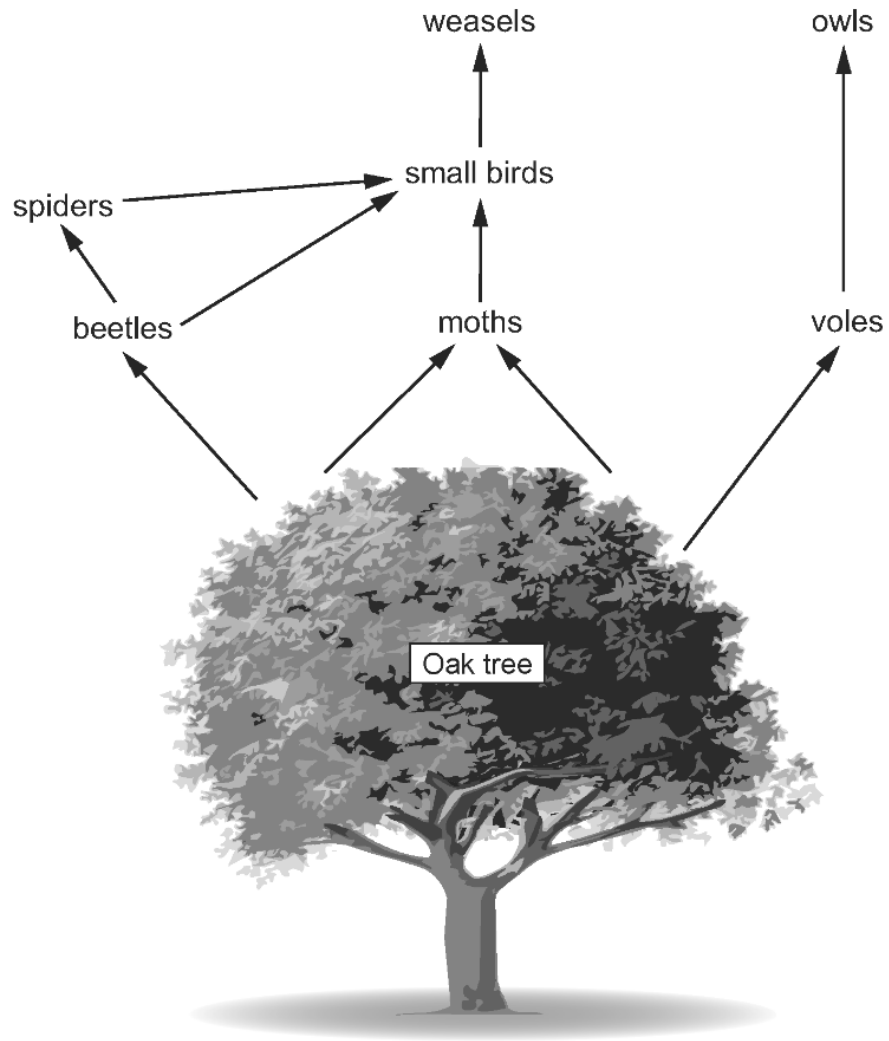 weasels
owls
small birds
spiders
beetles
moths
voles
Oak tree